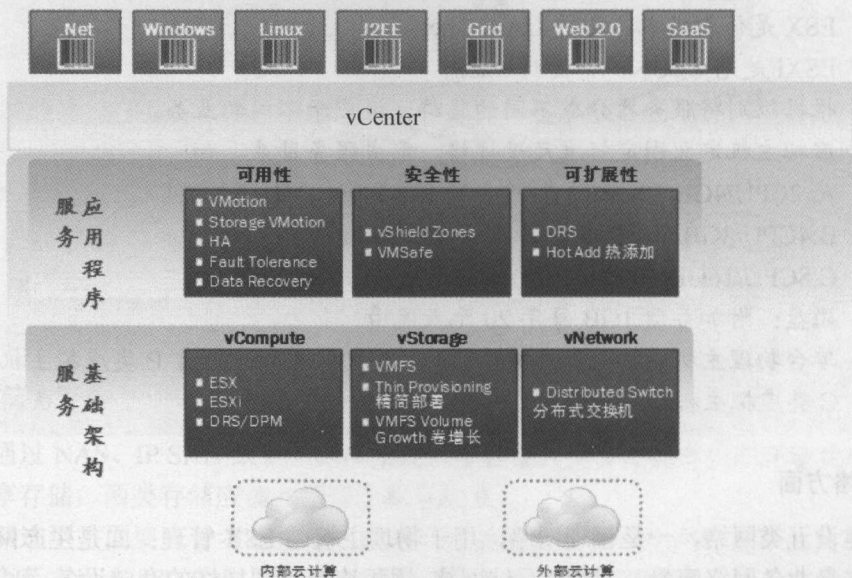 .Net Windows Linux J2EE Grid Web 2.0 SaaS
vCenter
应用程序服务
可用性
VMotion
Storage VMotion
HA
Fault Tolerance
Data Recovery
安全性
vShield Zones
VMSafe
可扩展性
DRS
Hot Add 热添加
基础架构服务
vCompute
ESX
ESXi
DRS/DPM
vStorage
VMFS
Thin Provisioning
精简部署
VMFS Volume
Growth 卷增长
vNetwork
Distributed Switch
分布式交换机
内部云计算
外部云计算